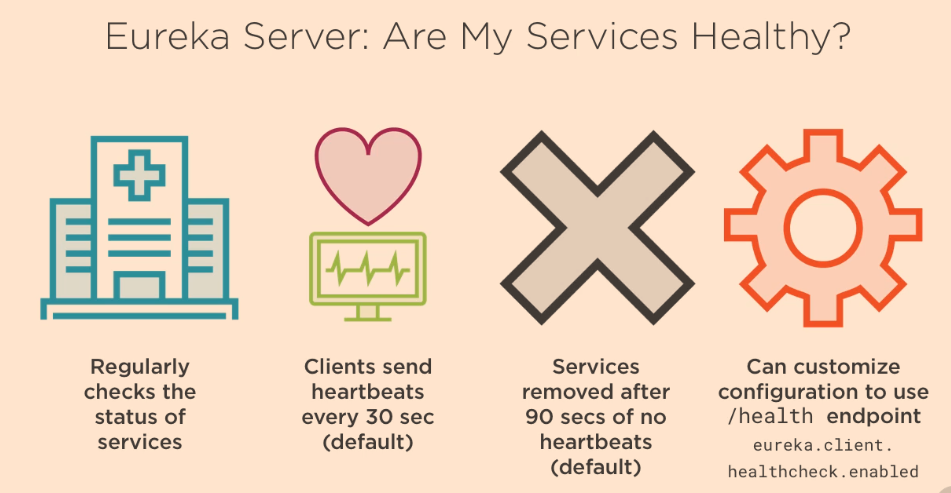 Eureka Server: Are My Services Healthy?
Regularly
checks the
status of
services
Clients send
heartbeats
every 30 sec
(default)
Services
removed after
90 secs of no
heartbeats
(default)
Can customize
configuration to use
/health endpoint
eureka.client.
healthcheck.enabled